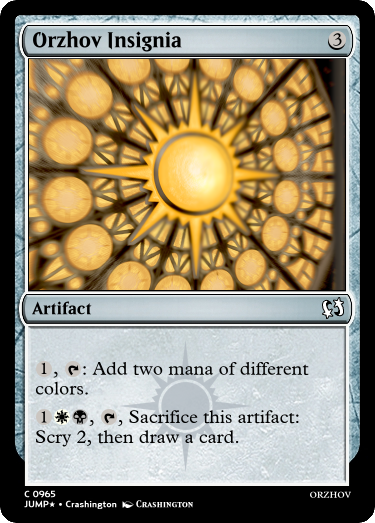 Orzhov Insignia 3
Artifact
1, : Add two mana of different
colors.
1 , , Sacrifice this artifact:
Scry 2, then draw a card.
C 0965 ORZHOV
JUMP★ • Crashington CRASHINGTON